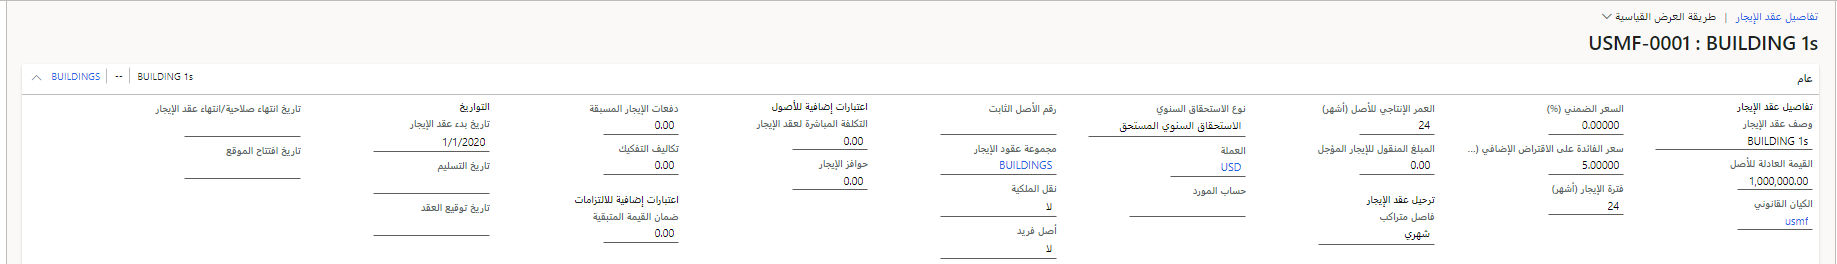 تفاصيل عقد الإيجار | طريقة العرض القياسية
USMF-0001 : BUILDING 1s
عام
BUILDINGS | -- | BUILDING 1s
تفاصيل عقد الإيجار
وصف عقد الإيجار
BUILDING 1s
القيمة العادلة للأصل
1,000,000.00
الكيان القانوني
usmf
السعر الضمني (%)
0.00000
سعر الفائدة على الاقتراض الإضافي (...
5.00000
فترة الإيجار (أشهر)
24
العمر الإنتاجي للأصل (أشهر)
24
المبلغ المنقول للإيجار المؤجل
0.00
ترحيل عقد الإيجار
فاصل متراكب
شهري
نوع الاستحقاق السنوي
الاستحقاق السنوي المستحق
العملة
USD
حساب المورد
رقم الأصل الثابت
مجموعة عقود الإيجار
BUILDINGS
نقل الملكية
لا
أصل فريد
لا
اعتبارات إضافية للأصول
التكلفة المباشرة لعقد الإيجار
0.00
حوافز الإيجار
0.00
دفعات الإيجار المسبقة
0.00
تكاليف التفكيك
0.00
اعتبارات إضافية للالتزامات
ضمان القيمة المتبقية
0.00
التواريخ
تاريخ بدء عقد الإيجار
1/1/2020
تاريخ التسليم
تاريخ توقيع العقد
تاريخ انتهاء صلاحية/انتهاء عقد الإيجار
تاريخ افتتاح الموقع